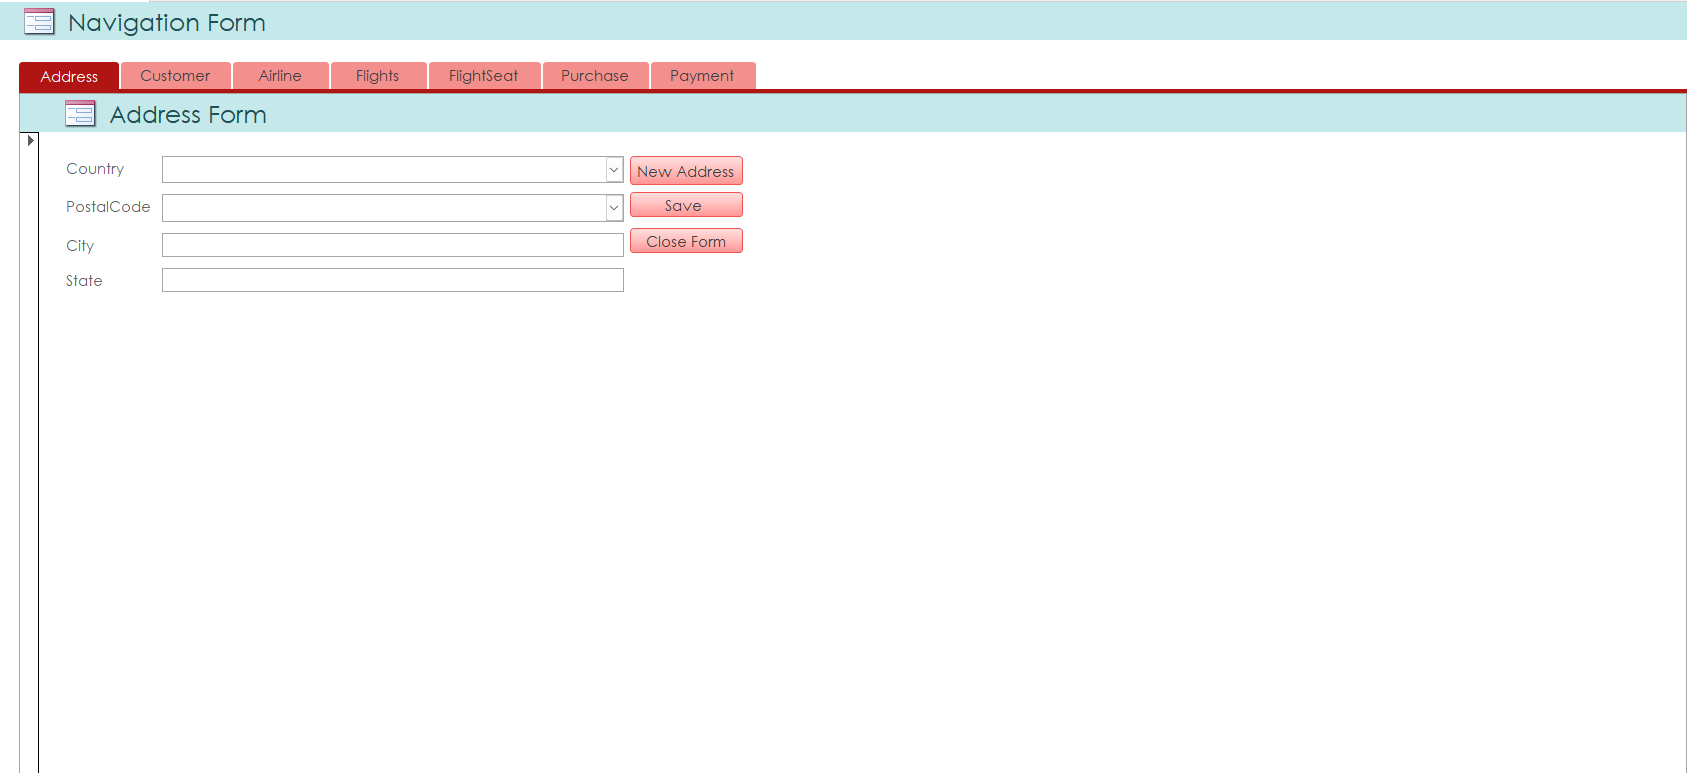 Navigation Form
Address Customer Airline Flights FlightSeat Purchase Payment
Address Form
Country New Address
PostalCode Save
City Close Form
State